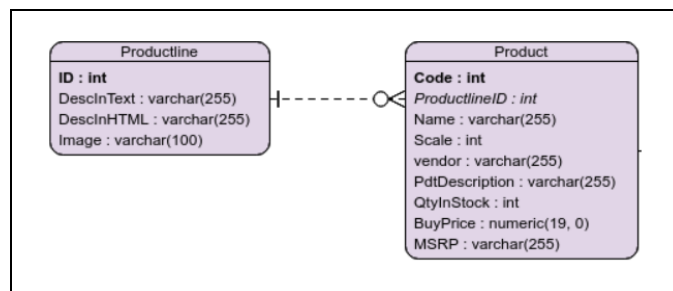 Productline
ID : int
DescInText : varchar(255)
DescInHTML : varchar(255)
Image : varchar(100)
Product
Code : int
ProductlineID : int
Name : varchar(255)
Scale : int
vendor : varchar(255)
PdtDescription : varchar(255)
QtyInStock : int
BuyPrice : numeric(19, 0)
MSRP : varchar(255)